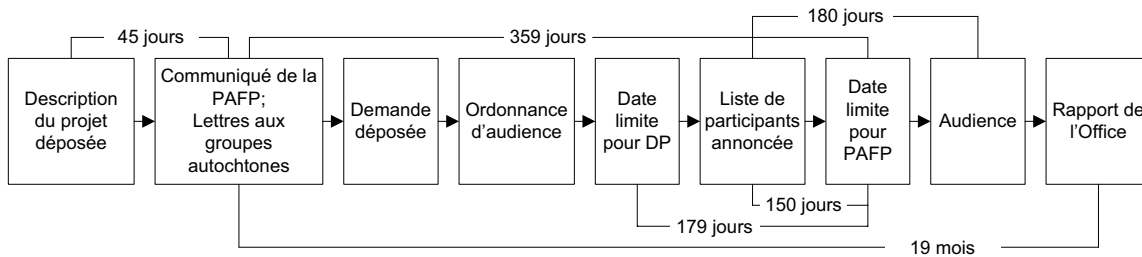 45 jours
359 jours
180 jours
Description
du projet
déposée
Communiqué de la
PAFP;
Lettres aux
groupes
autochtones
Demande
déposée
Ordonnance
d'audience
Date
limite
pour DP
Liste de
participants
annoncée
Date
limite
pour
PAFP
Audience
Rapport de
l'Office
150 jours
179 jours
19 mois